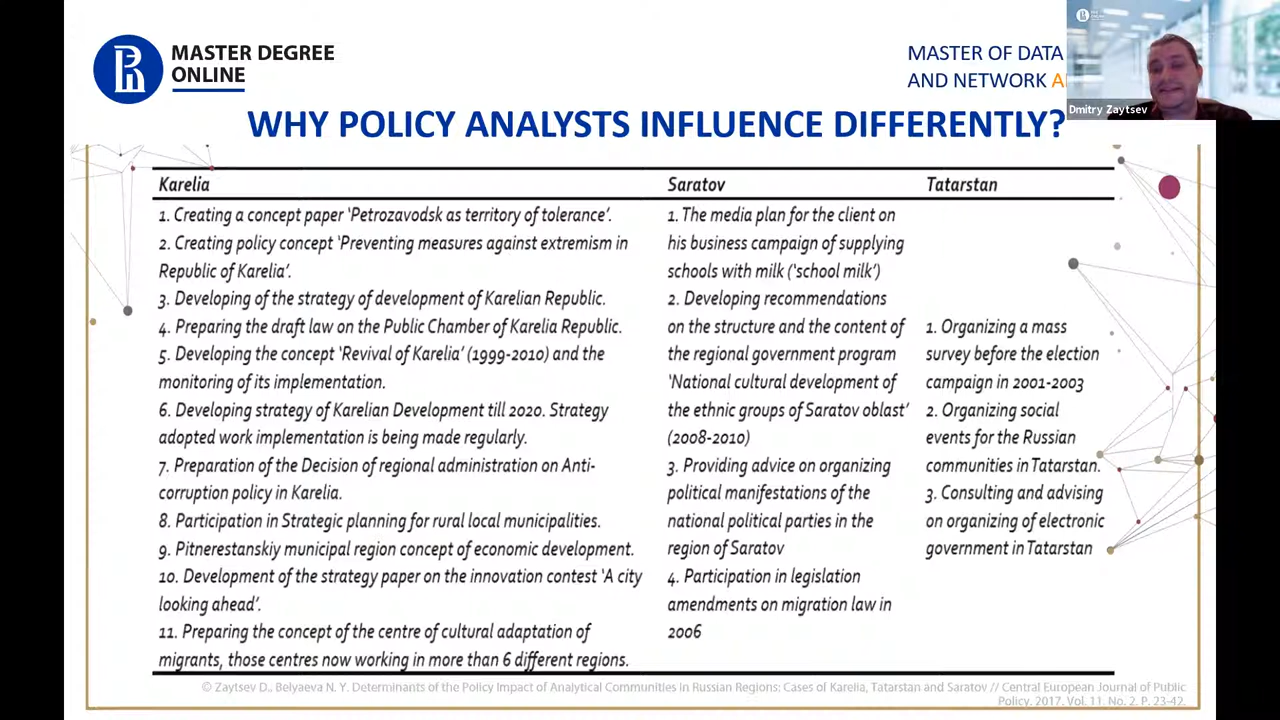 MASTER DEGREE
ONLINE
MASTER OF DATA
AND NETWORK A
Dmitry Zaytsev
WHY POLICY ANALYSTS INFLUENCE DIFFERENTLY?
Karelia
1. Creating a concept paper ‘Petrozavodsk as territory of tolerance’.
2. Creating policy concept ‘Preventing measures against extremism in
Republic of Karelia’.
3. Developing of the strategy of development of Karelian Republic.
4. Preparing the draft law on the Public Chamber of Karelia Republic.
5. Developing the concept ‘Revival of Karelia’ (1999-2010) and the
monitoring of its implementation.
6. Developing strategy of Karelian Development till 2020. Strategy
adopted work implementation is being made regularly.
7. Preparation of the Decision of regional administration on Anti-
corruption policy in Karelia.
8. Participation in Strategic planning for rural local municipalities.
9. Pitnerestanskiy municipal region concept of economic development.
10. Development of the strategy paper on the innovation contest ‘A city
looking ahead’.
11. Preparing the concept of the centre of cultural adaptation of
migrants, those centres now working in more than 6 different regions.
Saratov
1. The media plan for the client on
his business campaign of supplying
schools with milk (‘school milk’)
2. Developing recommendations
on the structure and the content of
the regional government program
‘National cultural development of
the ethnic groups of Saratov oblast’
(2008-2010)
3. Providing advice on organizing
political manifestations of the
national political parties in the
region of Saratov
4. Participation in legislation
amendments on migration law in
2006
Tatarstan
1. Organizing a mass
survey before the election
campaign in 2001-2003
2. Organizing social
events for the Russian
communities in Tatarstan.
3. Consulting and advising
on organizing of electronic
government in Tatarstan
© Zaytsev D., Belyaeva N. Y. Determinants of the Policy Impact of Analytical Communities in Russian Regions: Cases of Karelia, Tatarstan and Saratov // Central European Journal of Public
Policy. 2017. Vol. 11. No. 2. P. 23-42.